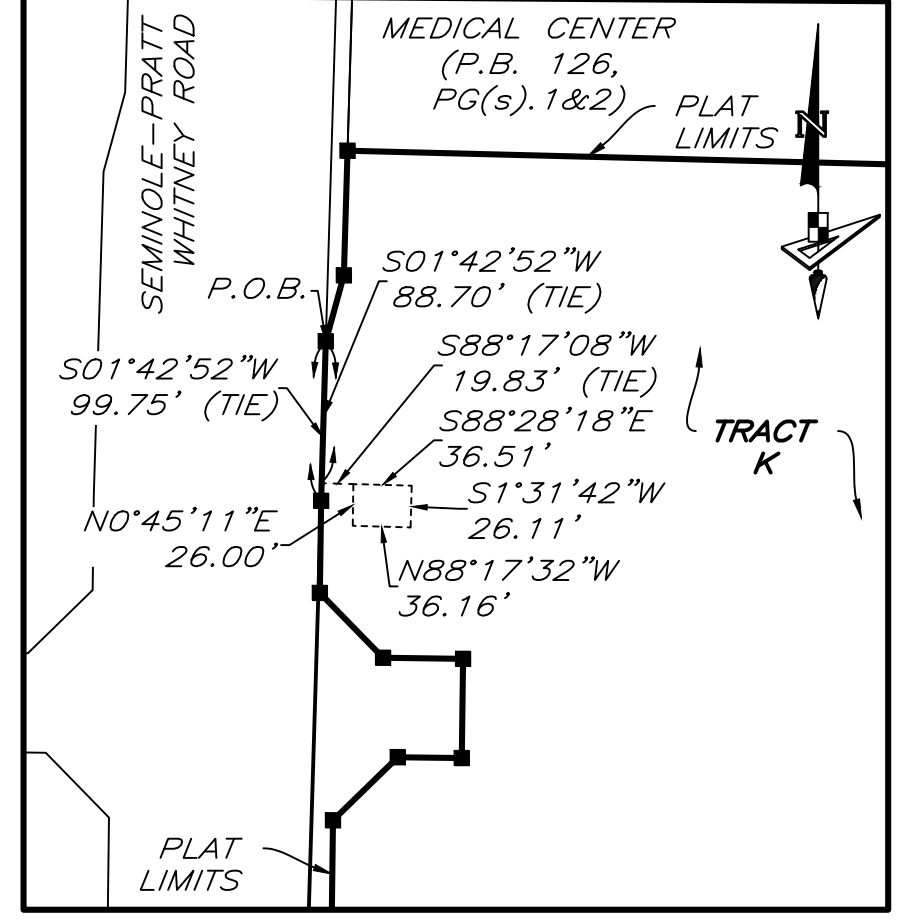 SEMINOLE-PRATT
WHITNEY ROAD
MEDICAL CENTER
(P.B. 126,
PG(s).1&2)
PLAT
LIMITS
N
P.O.B.
S01°42'52"W
88.70' (TIE)
S01°42'52"W
99.75' (TIE)
S88°17'08"W
19.83' (TIE)
S88°28'18"E
36.51'
TRACT
K
S1°31'42"W
26.11'
N0°45'11"E
26.00'
N88°17'32"W
36.16'
PLAT
LIMITS